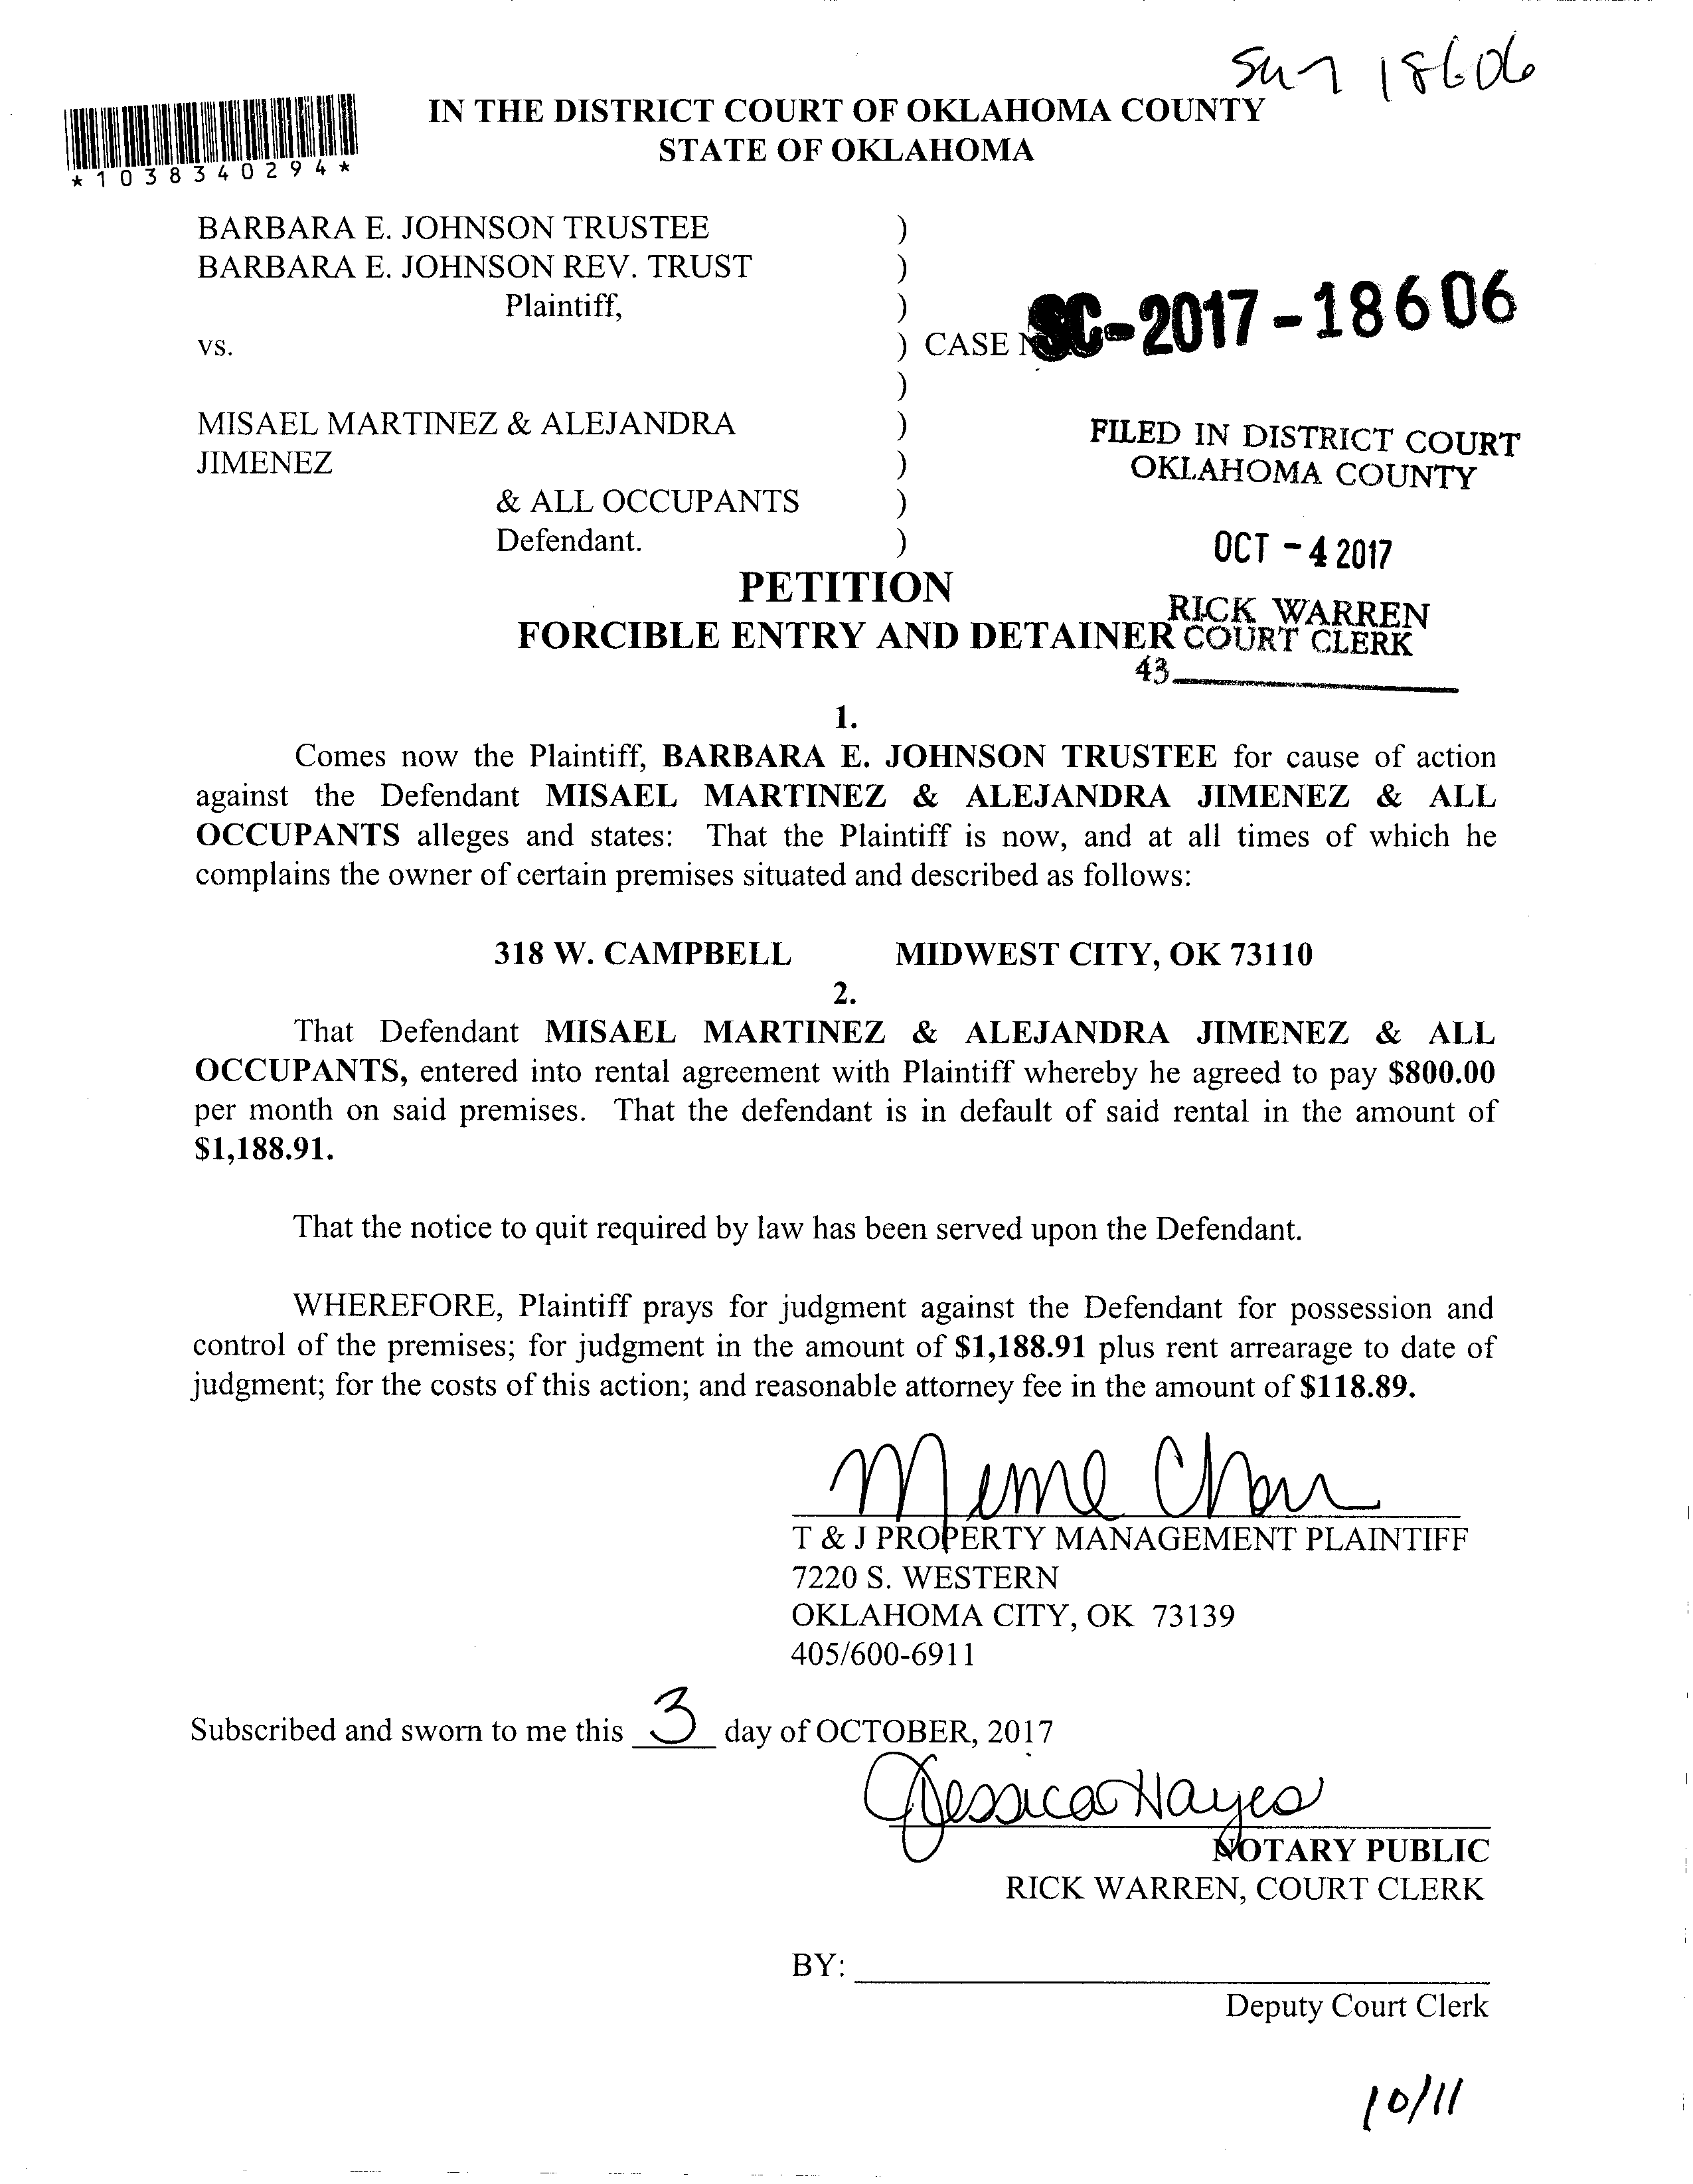 18606
IN THE DISTRICT COURT OF OKLAHOMA COUNTY
STATE OF OKLAHOMA
*1038340294*
BARBARA E. JOHNSON TRUSTEE )
BARBARA E. JOHNSON REV. TRUST )
Plaintiff, )
vs. ) CASE SC-2017-18606
)
MISAEL MARTINEZ & ALEJANDRA )
JIMENEZ )
& ALL OCCUPANTS )
Defendant. )
FILED IN DISTRICT COURT
OKLAHOMA COUNTY
OCT - 4 2017
RICK WARREN
COURT CLERK
43
PETITION
FORCIBLE ENTRY AND DETAINER
1.
Comes now the Plaintiff, BARBARA E. JOHNSON TRUSTEE for cause of action
against the Defendant MISAEL MARTINEZ & ALEJANDRA JIMENEZ & ALL
OCCUPANTS alleges and states: That the Plaintiff is now, and at all times of which he
complains the owner of certain premises situated and described as follows:
318 W. CAMPBELL MIDWEST CITY, OK 73110
2.
That Defendant MISAEL MARTINEZ & ALEJANDRA JIMENEZ & ALL
OCCUPANTS, entered into rental agreement with Plaintiff whereby he agreed to pay $800.00
per month on said premises. That the defendant is in default of said rental in the amount of
$1,188.91.
That the notice to quit required by law has been served upon the Defendant.
WHEREFORE, Plaintiff prays for judgment against the Defendant for possession and
control of the premises; for judgment in the amount of $1,188.91 plus rent arrearage to date of
judgment; for the costs of this action; and reasonable attorney fee in the amount of $118.89.
T & J PROPERTY MANAGEMENT PLAINTIFF
7220 S. WESTERN
OKLAHOMA CITY, OK 73139
405/600-6911
Subscribed and sworn to me this 3 day of OCTOBER, 2017
Jessica Hayes
NOTARY PUBLIC
RICK WARREN, COURT CLERK
BY:
Deputy Court Clerk
10/11